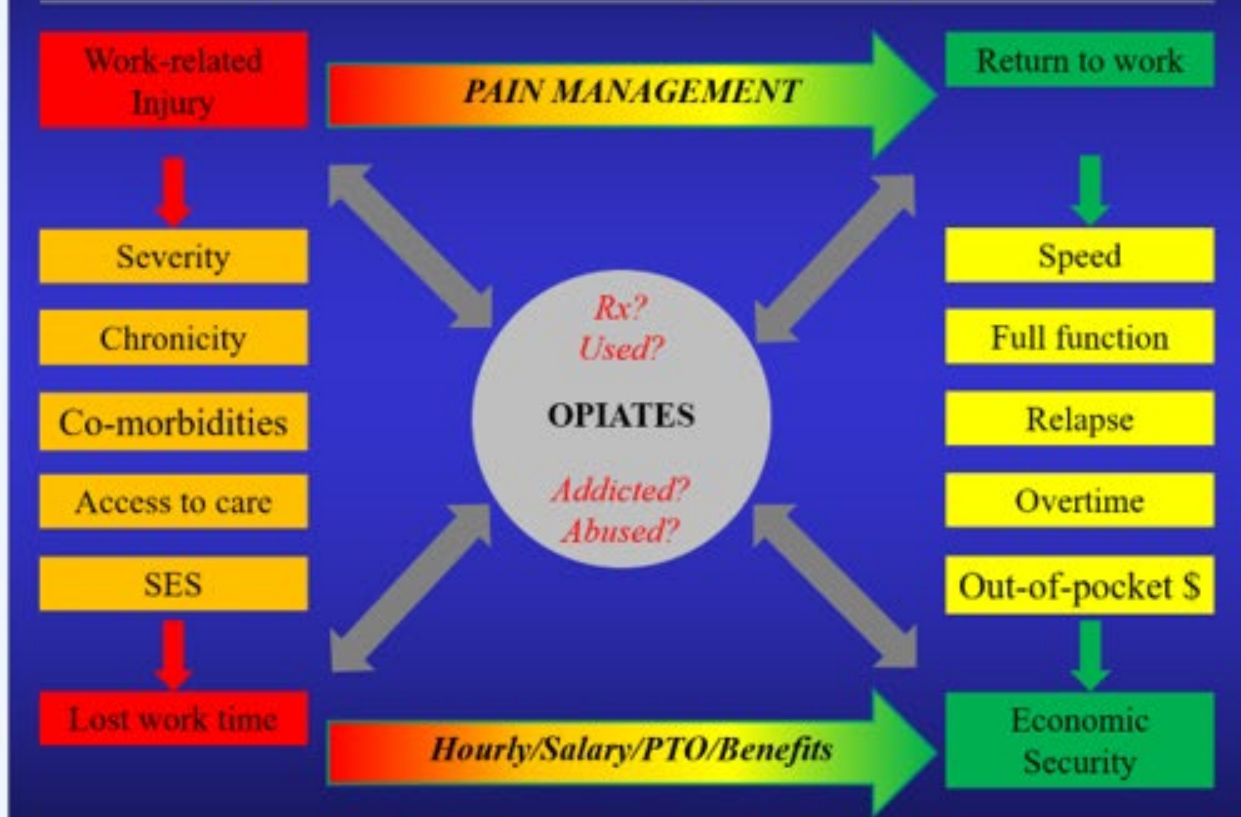 Work-related
Injury
PAIN MANAGEMENT
Return to work
Severity
Chronicity
Co-morbidities
Access to care
SES
Lost work time
Rx?
Used?
OPIATES
Addicted?
Abused?
Speed
Full function
Relapse
Overtime
Out-of-pocket $
Hourly/Salary/PTO/Benefits
Economic
Security